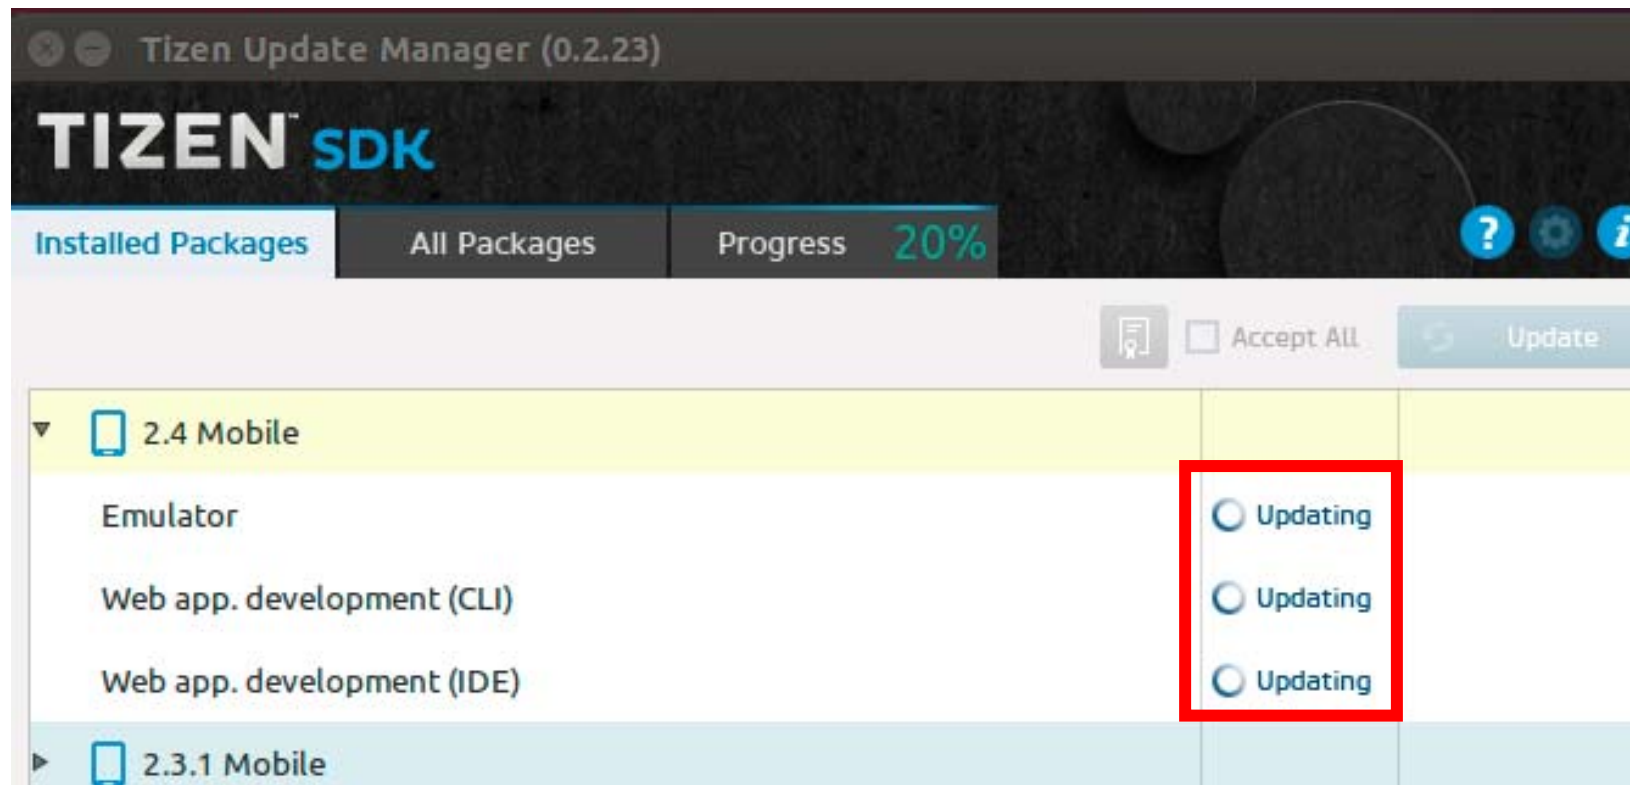 Tizen Update Manager (0.2.23)
TIZEN™ SDK
Installed Packages All Packages Progress 20% ? i
Accept All Update
2.4 Mobile
Emulator Updating
Web app. development (CLI) Updating
Web app. development (IDE) Updating
2.3.1 Mobile